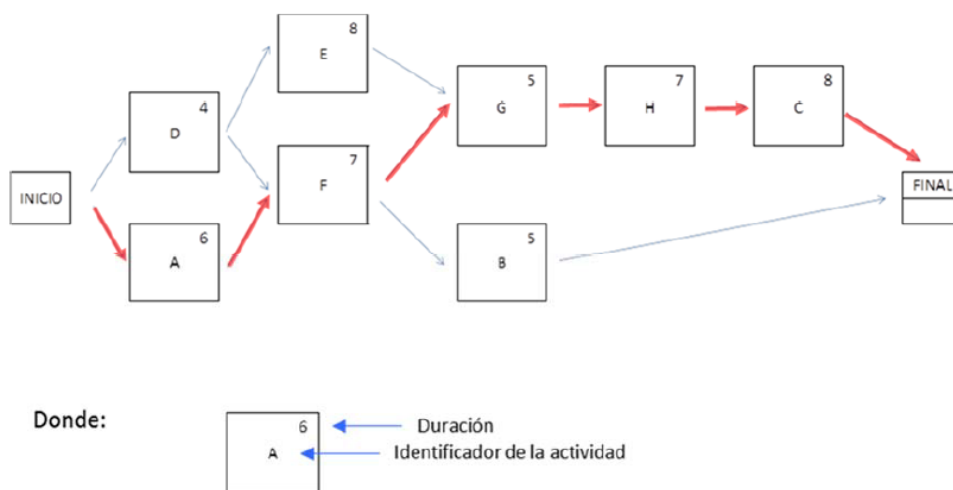 8
E
5
G
7
H
8
C
4
D
7
F
INICIO
FINAL
6
A
5
B
Donde:
6
A
Duración
Identificador de la actividad